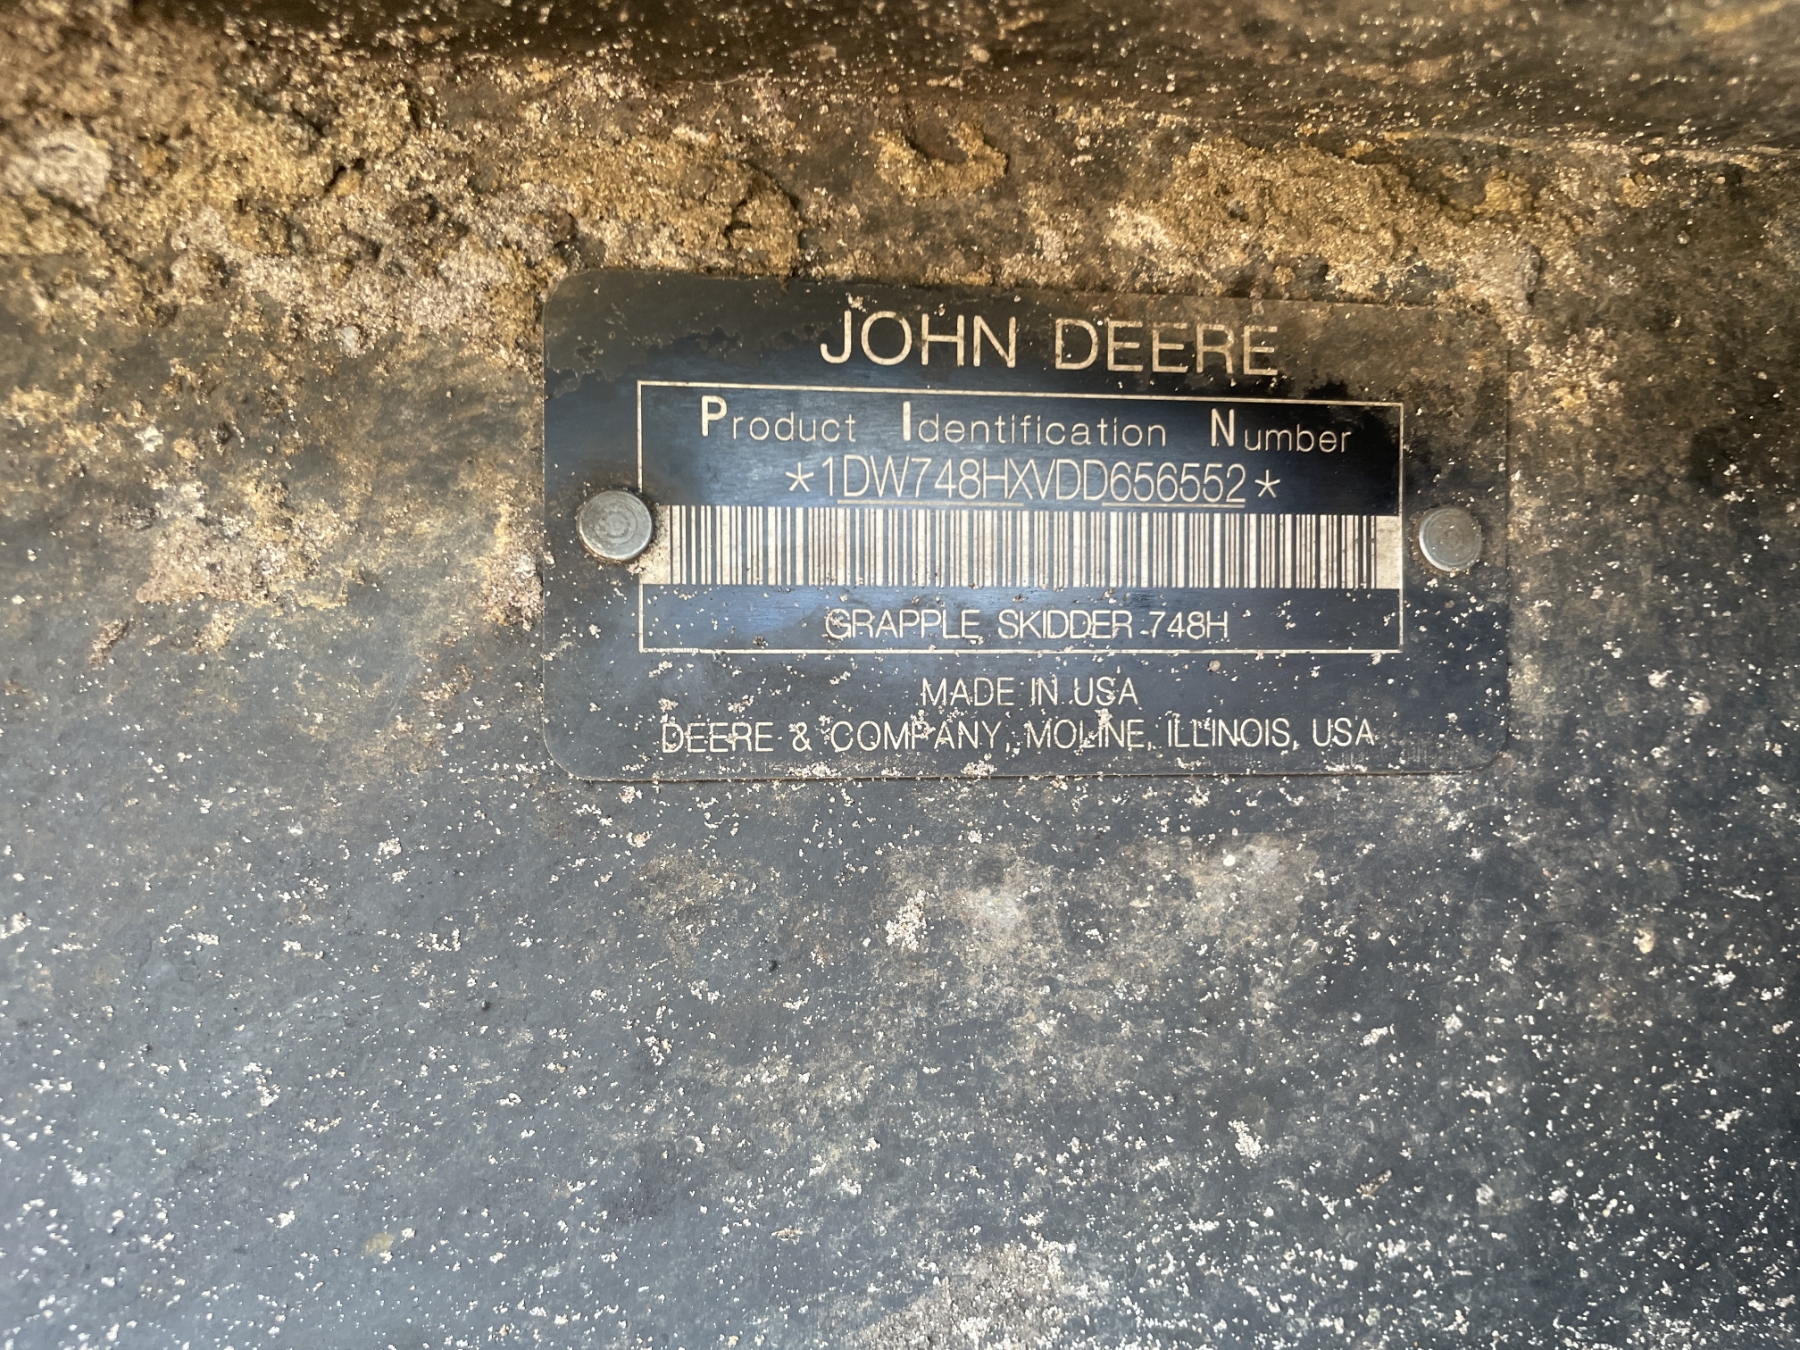 JOHN DEERE
Product Identification Number
*1DW748HXVDD656552*
GRAPPLE SKIDDER 748H
MADE IN USA
DEERE & COMPANY, MOLINE, ILLINOIS, USA